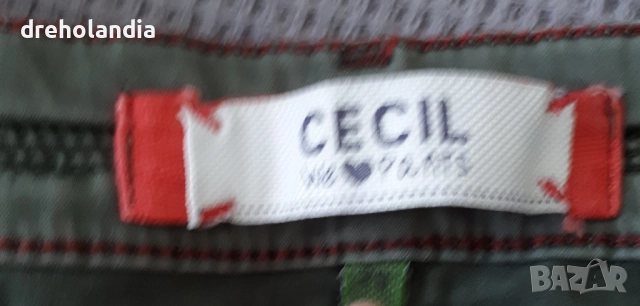 dreholandia
CECIL
WE ♥ PANTS
BAZAR